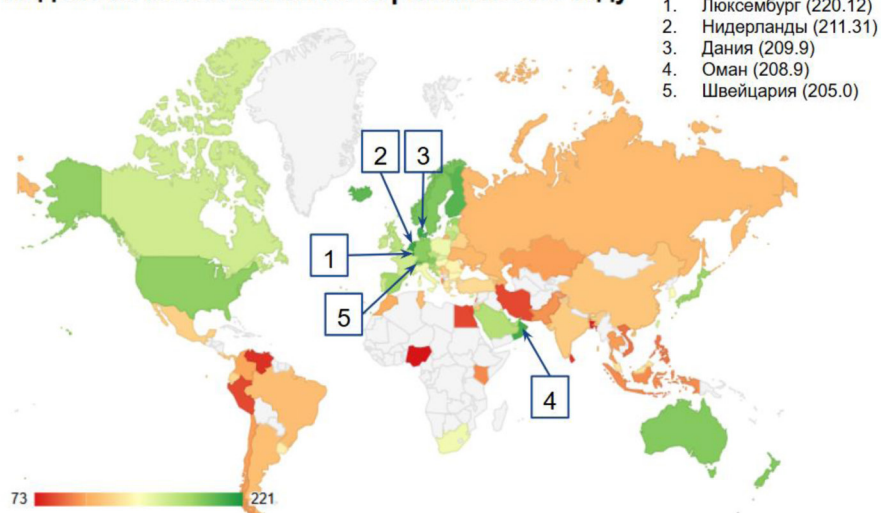 1. Люксембург (220.12)
2. Нидерланды (211.31)
3. Дания (209.9)
4. Оман (208.9)
5. Швейцария (205.0)
2
3
1
5
4
73
221